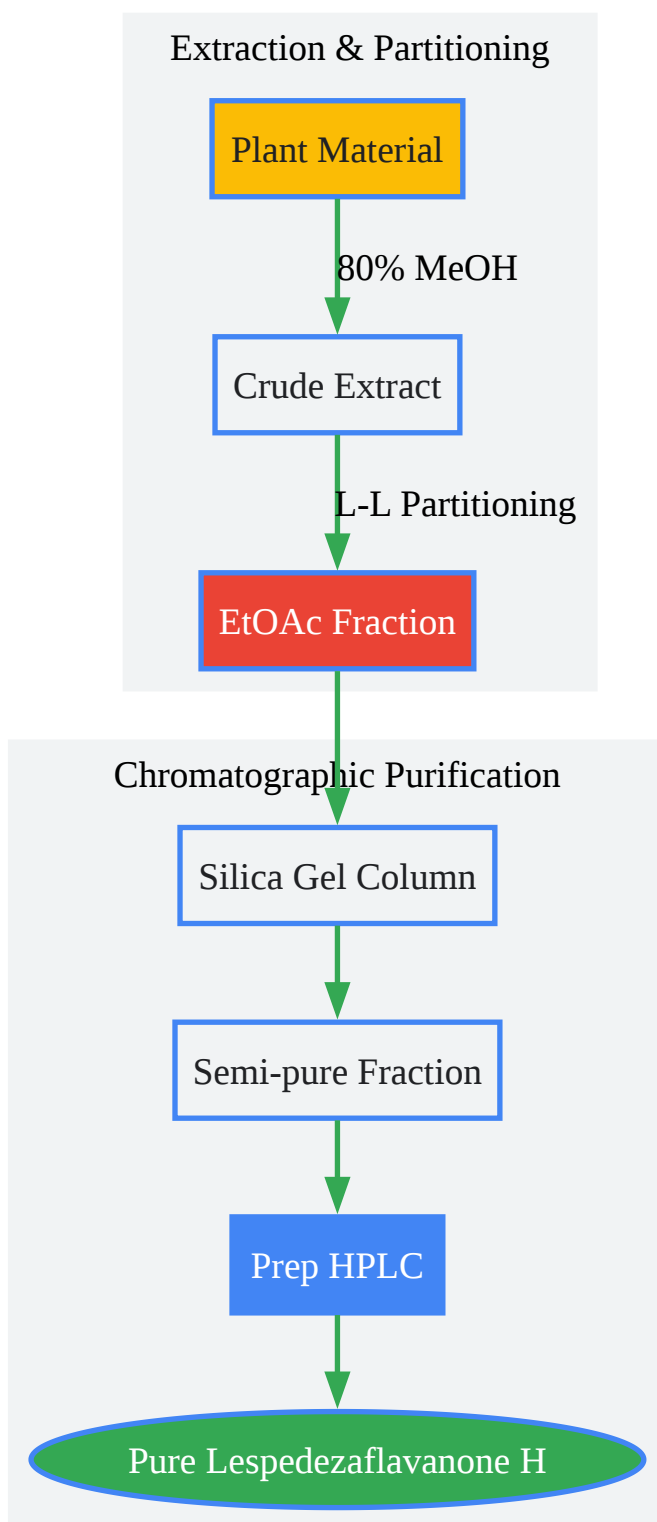 Extraction & Partitioning
Plant Material
80% MeOH
Crude Extract
L-L Partitioning
EtOAc Fraction
Chromatographic Purification
Silica Gel Column
Semi-pure Fraction
Prep HPLC
Pure Lespedezaflavanone H